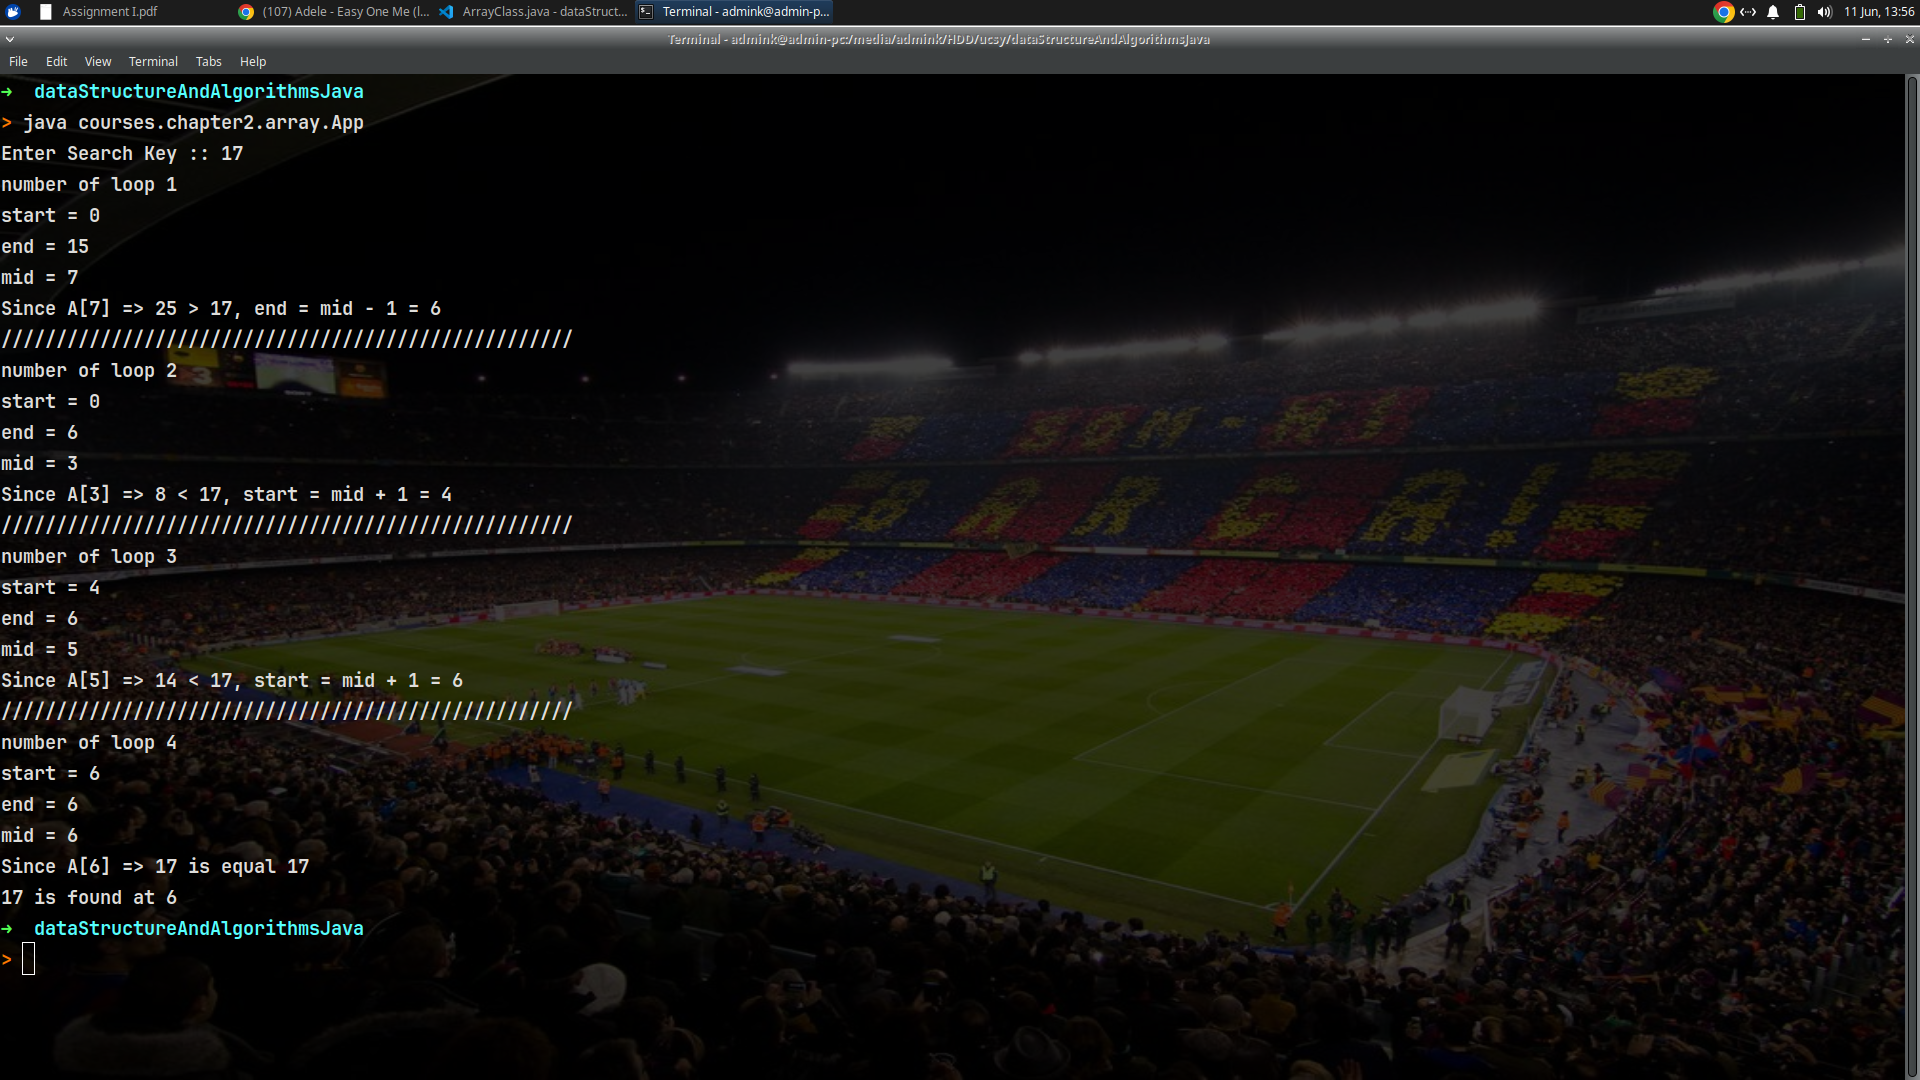 Assignment I.pdf
(107) Adele - Easy One Me (l...
ArrayClass.java - dataStruct...
Terminal - admink@admin-p...
11 Jun, 13:56
Terminal - admink@admin-pc:/media/admink/HDD/ucsy/dataStructureAndAlgorithmsJava
File Edit View Terminal Tabs Help
→ dataStructureAndAlgorithmsJava
> java courses.chapter2.array.App
Enter Search Key :: 17
number of loop 1
start = 0
end = 15
mid = 7
Since A[7] => 25 > 17, end = mid - 1 = 6
////////////////////////////////////////////////////
number of loop 2
start = 0
end = 6
mid = 3
Since A[3] => 8 < 17, start = mid + 1 = 4
////////////////////////////////////////////////////
number of loop 3
start = 4
end = 6
mid = 5
Since A[5] => 14 < 17, start = mid + 1 = 6
////////////////////////////////////////////////////
number of loop 4
start = 6
end = 6
mid = 6
Since A[6] => 17 is equal 17
17 is found at 6
→ dataStructureAndAlgorithmsJava
>
SOM · EL
BARÇA!